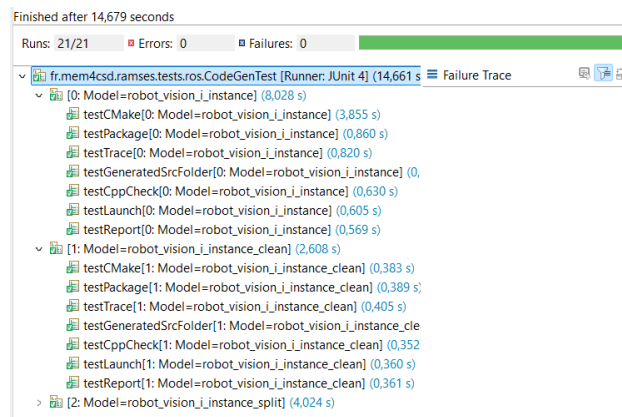 Finished after 14,679 seconds
Runs: 21/21 Errors: 0 Failures: 0
fr.mem4csd.ramses.tests.ros.CodeGenTest [Runner: JUnit 4] (14,661 s
Failure Trace
[0: Model=robot_vision_i_instance] (8,028 s)
testCMake[0: Model=robot_vision_i_instance] (3,855 s)
testPackage[0: Model=robot_vision_i_instance] (0,860 s)
testTrace[0: Model=robot_vision_i_instance] (0,820 s)
testGeneratedSrcFolder[0: Model=robot_vision_i_instance] (0,
testCppCheck[0: Model=robot_vision_i_instance] (0,630 s)
testLaunch[0: Model=robot_vision_i_instance] (0,605 s)
testReport[0: Model=robot_vision_i_instance] (0,569 s)
[1: Model=robot_vision_i_instance_clean] (2,608 s)
testCMake[1: Model=robot_vision_i_instance_clean] (0,383 s)
testPackage[1: Model=robot_vision_i_instance_clean] (0,389 s)
testTrace[1: Model=robot_vision_i_instance_clean] (0,405 s)
testGeneratedSrcFolder[1: Model=robot_vision_i_instance_cle
testCppCheck[1: Model=robot_vision_i_instance_clean] (0,352
testLaunch[1: Model=robot_vision_i_instance_clean] (0,360 s)
testReport[1: Model=robot_vision_i_instance_clean] (0,361 s)
[2: Model=robot_vision_i_instance_split] (4,024 s)